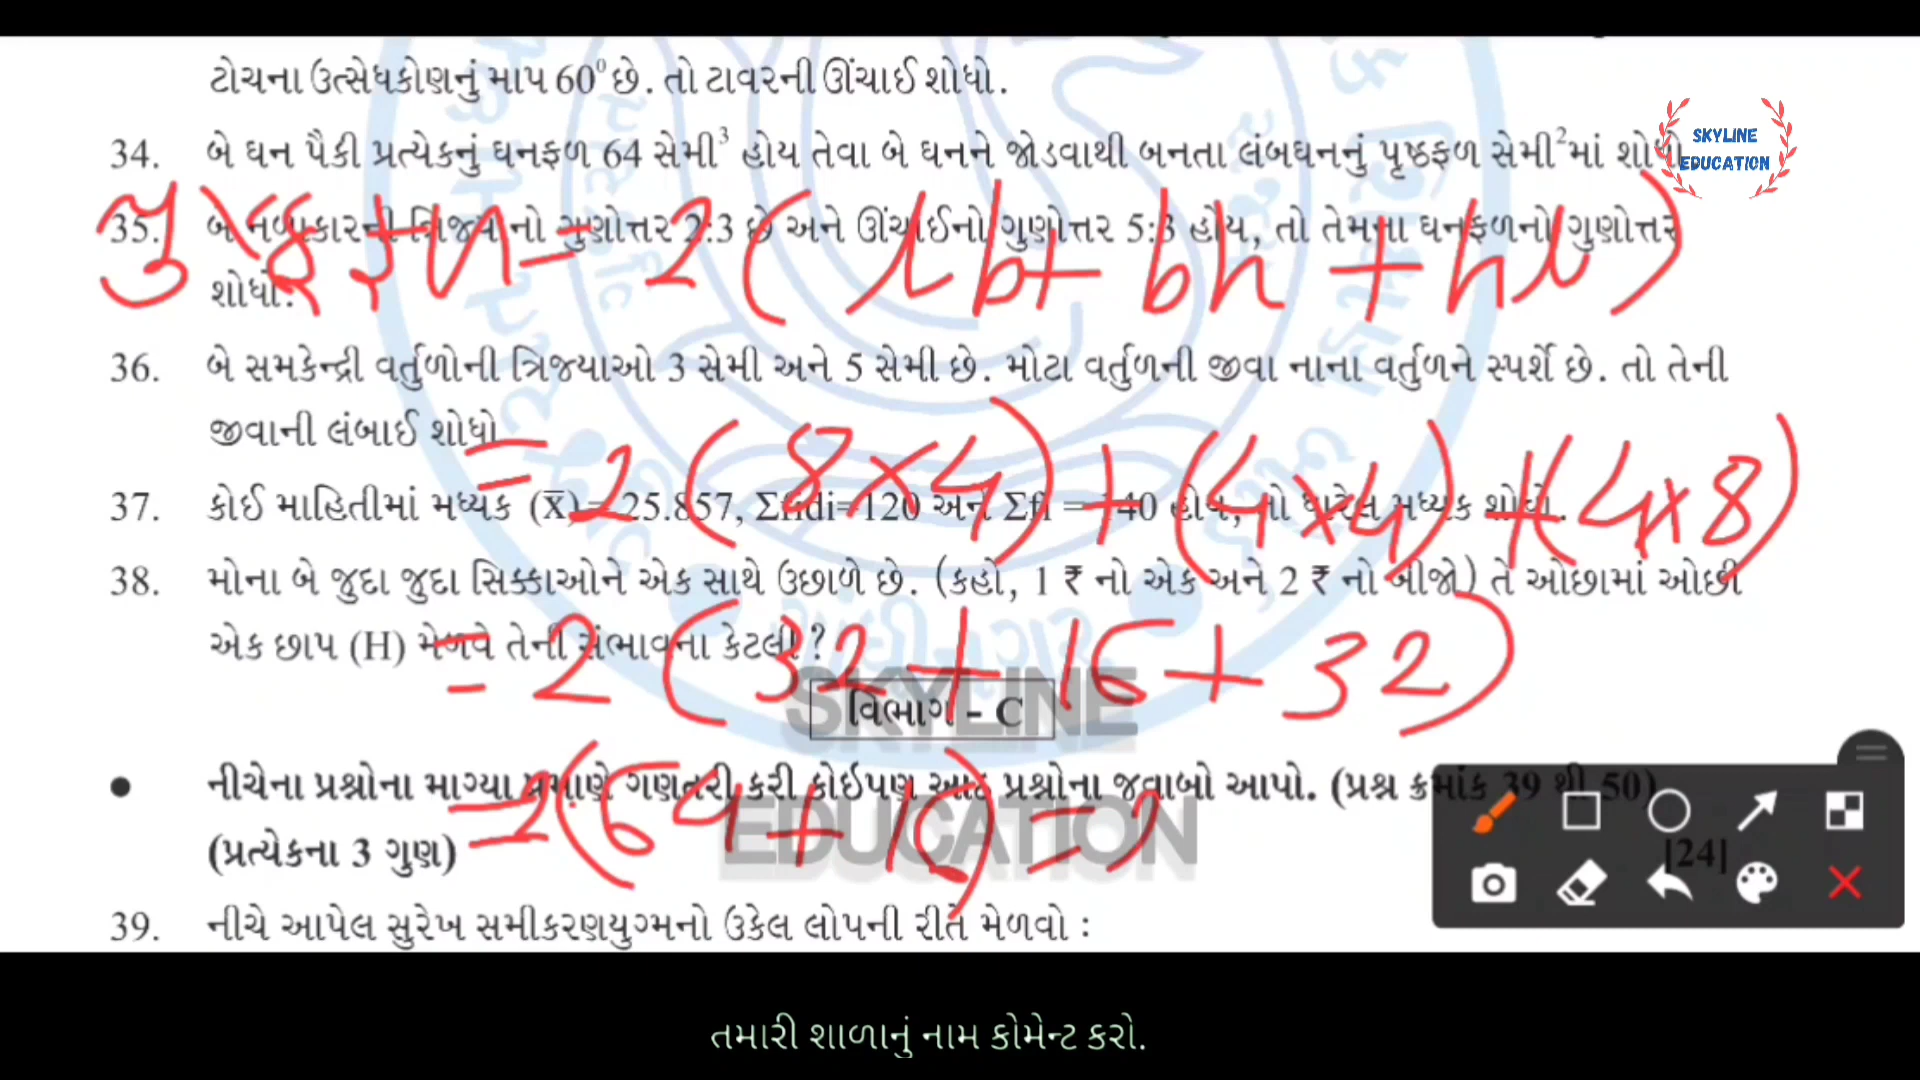 ટોચના ઉત્સેધકોણનું માપ 60⁰ છે. તો ટાવરની ઊંચાઈ શોધો.
34. બે ઘન પૈકી પ્રત્યેકનું ઘનફળ 64 સેમી³ હોય તેવા બે ઘનને જોડવાથી બનતા લંબઘનનું પૃષ્ઠફળ સેમી²માં શોધો
SKYLINE
EDUCATION
35. બે નળાકારની ત્રિજ્યાનો ગુણોત્તર 2:3 છે અને ઊંચાઈનો ગુણોત્તર 5:3 હોય, તો તેમના ઘનફળનો ગુણોત્તર
શોધો.
= 2 ( lb + bh + hl )
36. બે સમકેન્દ્રી વર્તુળોની ત્રિજ્યાઓ 3 સેમી અને 5 સેમી છે. મોટા વર્તુળની જીવા નાના વર્તુળને સ્પર્શે છે. તો તેની
જીવાની લંબાઈ શોધો
= 2 ( 8 x 4 ) + ( 4 x 4 ) + ( 4 x 8 )
37. કોઈ માહિતીમાં મધ્યક (x̅) = 25.857, Σfidi=120 અને Σfi = 140 હોય, તો ધારેલ મધ્યક શોધો.
38. મોના બે જુદા જુદા સિક્કાઓને એક સાથે ઉછાળે છે. (કહો, 1 ₹ નો એક અને 2 ₹ નો બીજો) તે ઓછામાં ઓછી
એક છાપ (H) મેળવે તેની સંભાવના કેટલી ?
= 2 ( 32 + 16 + 32 )
SKYLINE
વિભાગ - C
નીચેના પ્રશ્નોના માગ્યા પ્રમાણે ગણતરી કરી કોઈપણ આઠ પ્રશ્નોના જવાબો આપો. (પ્રશ્ન ક્રમાંક 39 થી 50)
= 2 ( 64 + 16 ) = 2
EDUCATION
(પ્રત્યેકના 3 ગુણ) [24]
39. નીચે આપેલ સુરેખ સમીકરણયુગ્મનો ઉકેલ લોપની રીતે મેળવો :
તમારી શાળાનું નામ કોમેન્ટ કરો.